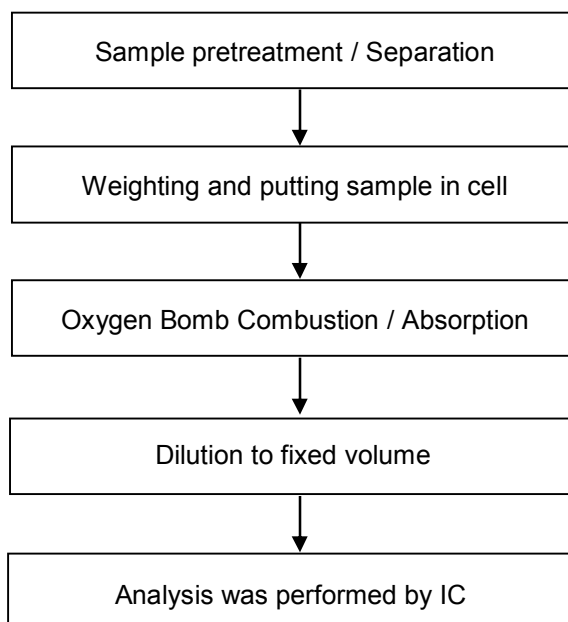 Sample pretreatment / Separation
Weighting and putting sample in cell
Oxygen Bomb Combustion / Absorption
Dilution to fixed volume
Analysis was performed by IC